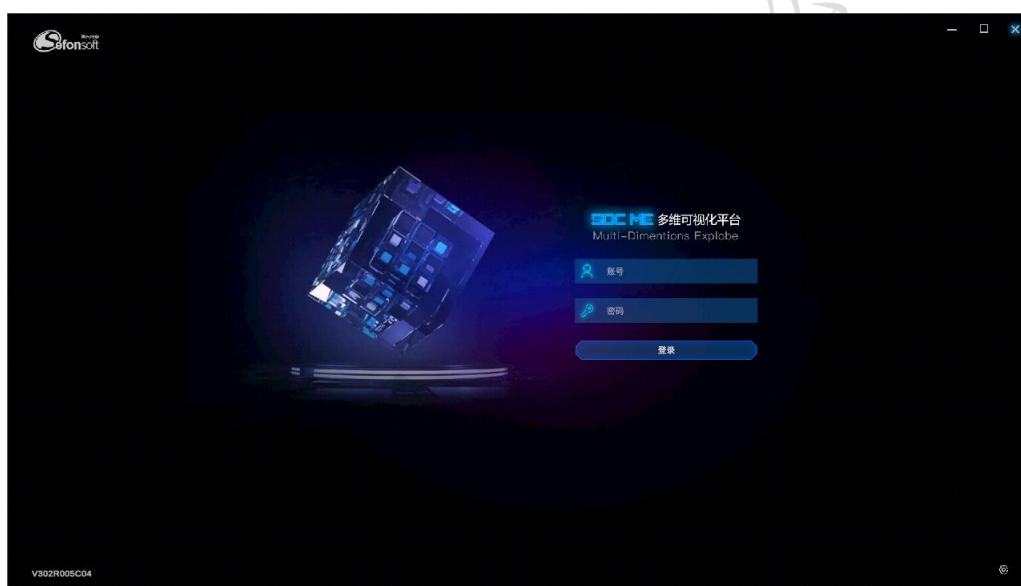 Sefonsoft
SDC ME 多维可视化平台
Multi-Dimentions Explobe
账号
密码
登录
V302R005C04